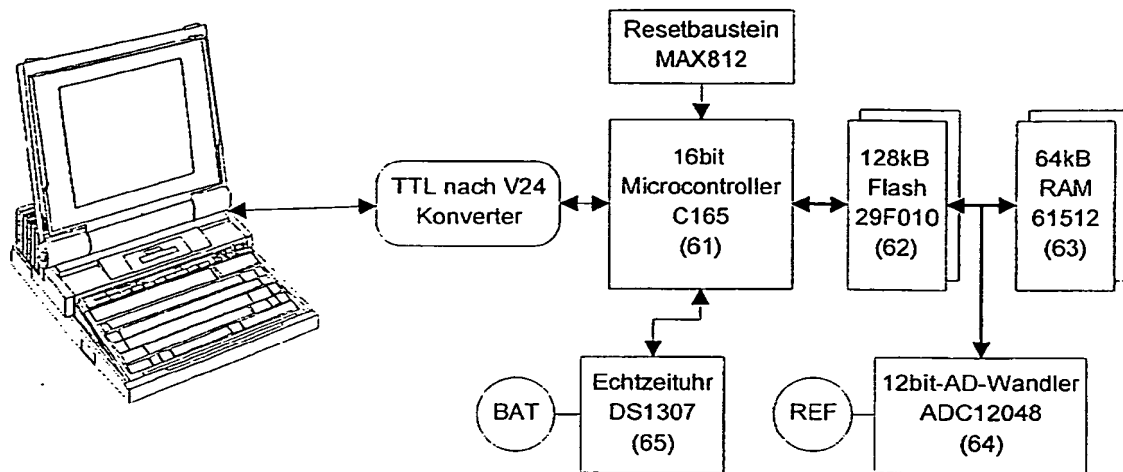 Resetbaustein
MAX812
TTL nach V24
Konverter
16bit
Microcontroller
C165
(61)
128kB
Flash
29F010
(62)
64kB
RAM
61512
(63)
BAT
Echtzeituhr
DS1307
(65)
REF
12bit-AD-Wandler
ADC12048
(64)